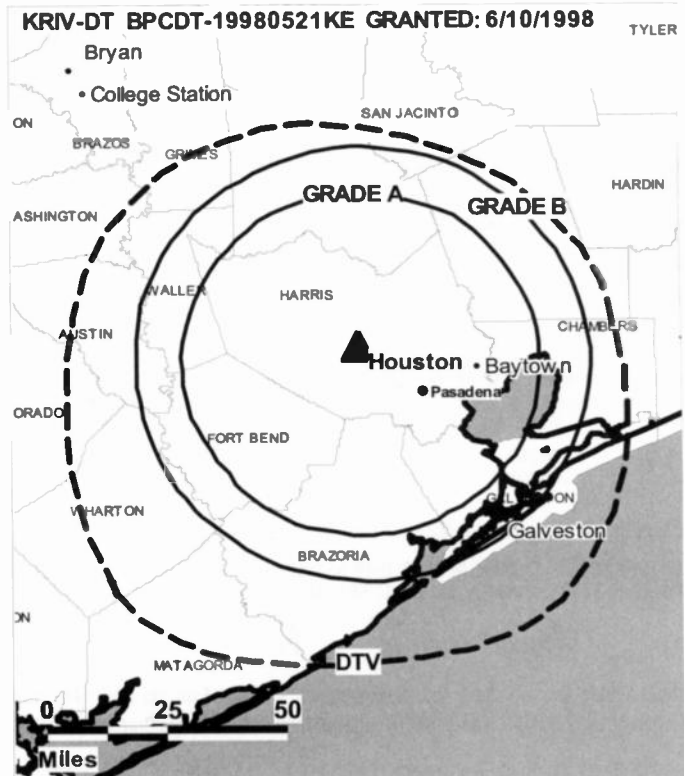 KRIV-DT BPCDT-19980521KE GRANTED: 6/10/1998
TYLER
Bryan
College Station
SAN JACINTO
ON
BRAZOS
GRIMES
HARDIN
GRADE A
GRADE B
ASHINGTON
WALLER
HARRIS
CHAMBERS
AUSTIN
Houston
Baytown
Pasadena
ORADO
FORT BEND
WHARTON
Galveston
BRAZORIA
ON
MATAGORDA
DTV
0 25 50
Miles